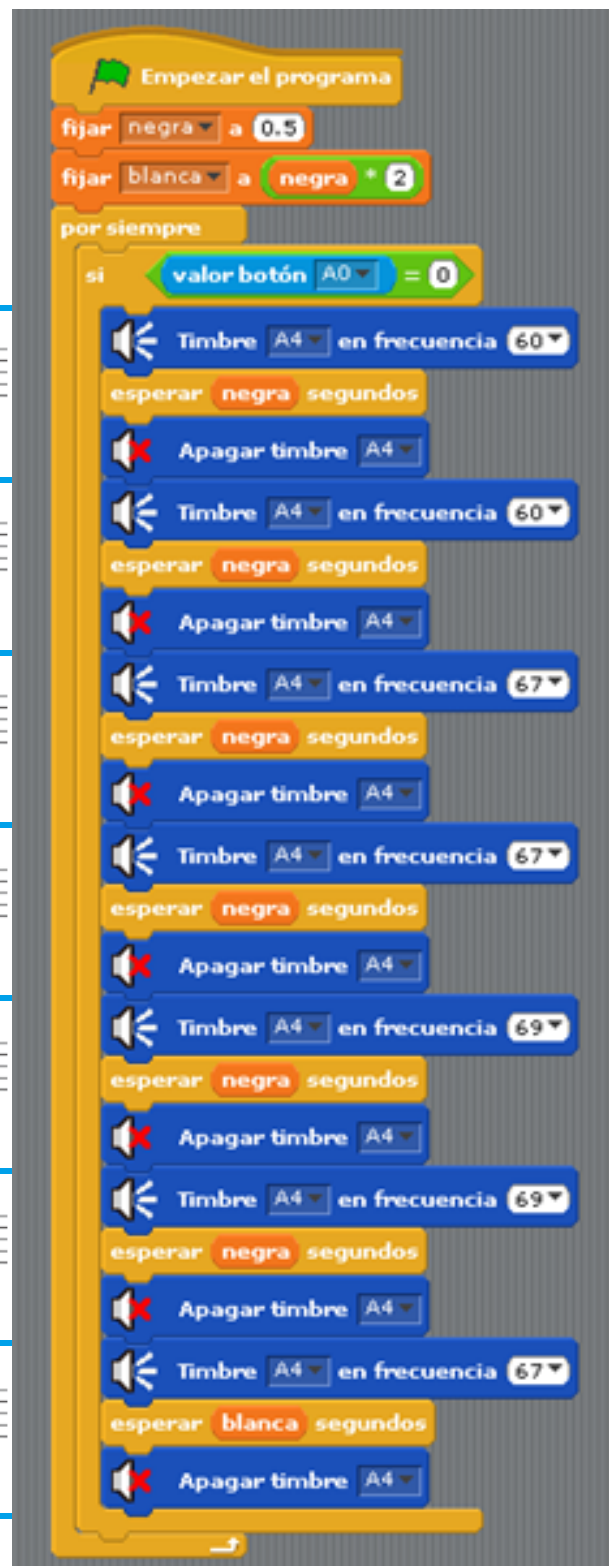 Empezar el programa
fijar negra a 0.5
fijar blanca a negra * 2
por siempre
si valor botón A0 = 0
Timbre A4 en frecuencia 60
esperar negra segundos
Apagar timbre A4
Timbre A4 en frecuencia 60
esperar negra segundos
Apagar timbre A4
Timbre A4 en frecuencia 67
esperar negra segundos
Apagar timbre A4
Timbre A4 en frecuencia 67
esperar negra segundos
Apagar timbre A4
Timbre A4 en frecuencia 69
esperar negra segundos
Apagar timbre A4
Timbre A4 en frecuencia 69
esperar negra segundos
Apagar timbre A4
Timbre A4 en frecuencia 67
esperar blanca segundos
Apagar timbre A4